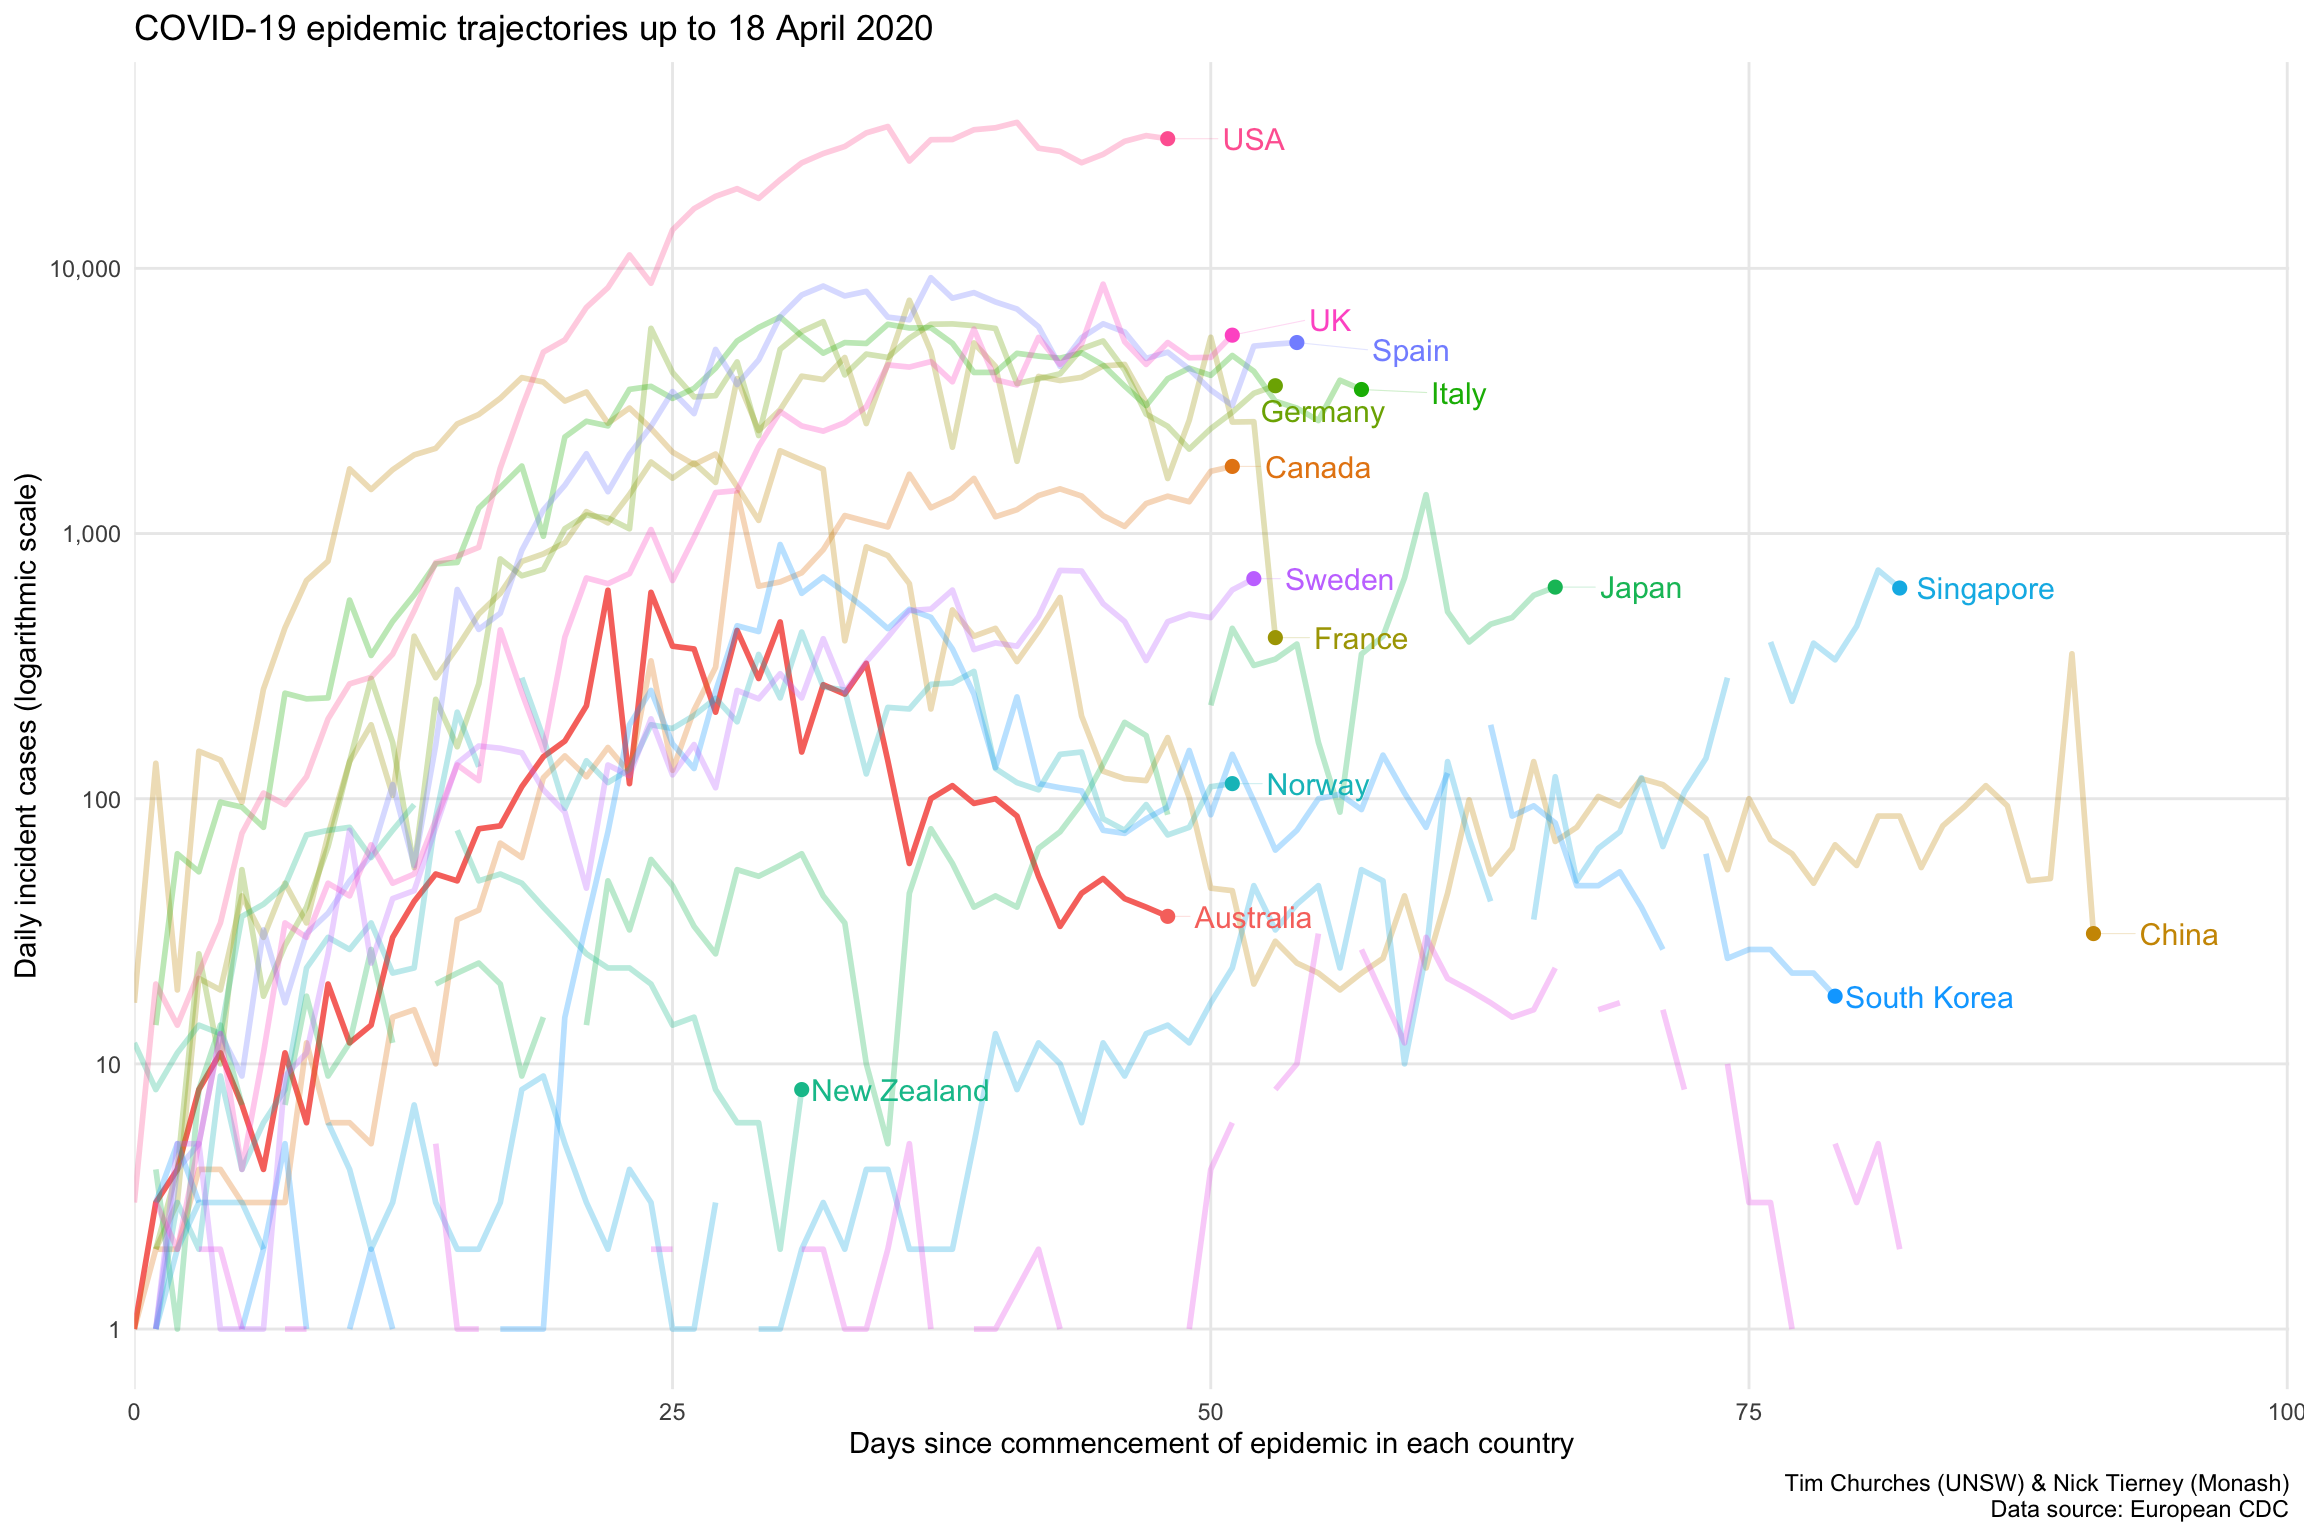 COVID-19 epidemic trajectories up to 18 April 2020
Daily incident cases (logarithmic scale)
10,000
1,000
100
10
1
USA
UK
Spain
Italy
Germany
Canada
Sweden
Japan
Singapore
France
Norway
Australia
China
South Korea
New Zealand
0
25
50
75
100
Days since commencement of epidemic in each country
Tim Churches (UNSW) & Nick Tierney (Monash)
Data source: European CDC